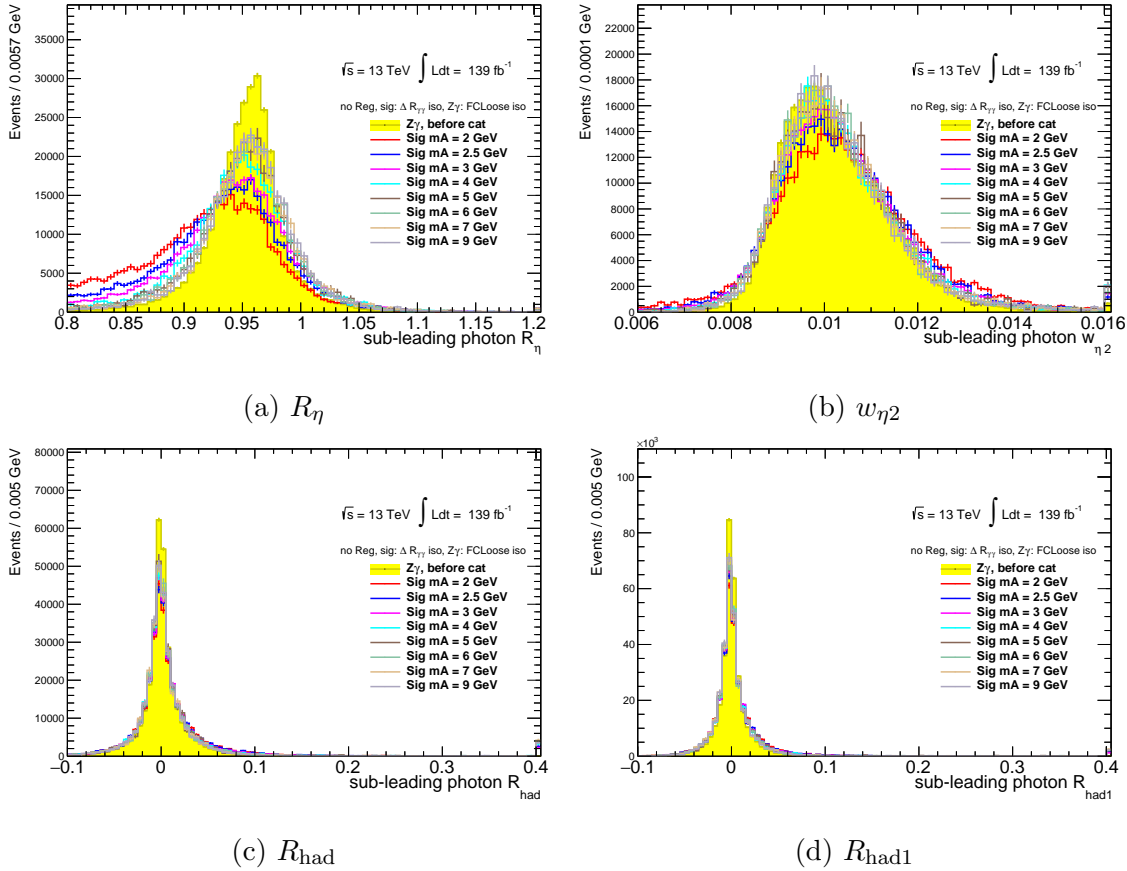 Events / 0.0057 GeV
35000
30000
25000
20000
15000
10000
5000
0
0.8 0.85 0.9 0.95 1 1.05 1.1 1.15 1.2
sub-leading photon R_η
√s = 13 TeV ∫ Ldt = 139 fb⁻¹
no Reg, sig: Δ R_γγ iso, Zγ: FCLoose iso
Zγ, before cat
Sig mA = 2 GeV
Sig mA = 2.5 GeV
Sig mA = 3 GeV
Sig mA = 4 GeV
Sig mA = 5 GeV
Sig mA = 6 GeV
Sig mA = 7 GeV
Sig mA = 9 GeV
(a) R_η
Events / 0.0001 GeV
22000
20000
18000
16000
14000
12000
10000
8000
6000
4000
2000
0
0.006 0.008 0.01 0.012 0.014 0.016
sub-leading photon w_η 2
√s = 13 TeV ∫ Ldt = 139 fb⁻¹
no Reg, sig: Δ R_γγ iso, Zγ: FCLoose iso
Zγ, before cat
Sig mA = 2 GeV
Sig mA = 2.5 GeV
Sig mA = 3 GeV
Sig mA = 4 GeV
Sig mA = 5 GeV
Sig mA = 6 GeV
Sig mA = 7 GeV
Sig mA = 9 GeV
(b) w_η2
Events / 0.005 GeV
80000
70000
60000
50000
40000
30000
20000
10000
0
−0.1 0 0.1 0.2 0.3 0.4
sub-leading photon R_had
√s = 13 TeV ∫ Ldt = 139 fb⁻¹
no Reg, sig: Δ R_γγ iso, Zγ: FCLoose iso
Zγ, before cat
Sig mA = 2 GeV
Sig mA = 2.5 GeV
Sig mA = 3 GeV
Sig mA = 4 GeV
Sig mA = 5 GeV
Sig mA = 6 GeV
Sig mA = 7 GeV
Sig mA = 9 GeV
(c) R_had
×10³
Events / 0.005 GeV
100
80
60
40
20
0
−0.1 0 0.1 0.2 0.3 0.4
sub-leading photon R_had1
√s = 13 TeV ∫ Ldt = 139 fb⁻¹
no Reg, sig: Δ R_γγ iso, Zγ: FCLoose iso
Zγ, before cat
Sig mA = 2 GeV
Sig mA = 2.5 GeV
Sig mA = 3 GeV
Sig mA = 4 GeV
Sig mA = 5 GeV
Sig mA = 6 GeV
Sig mA = 7 GeV
Sig mA = 9 GeV
(d) R_had1